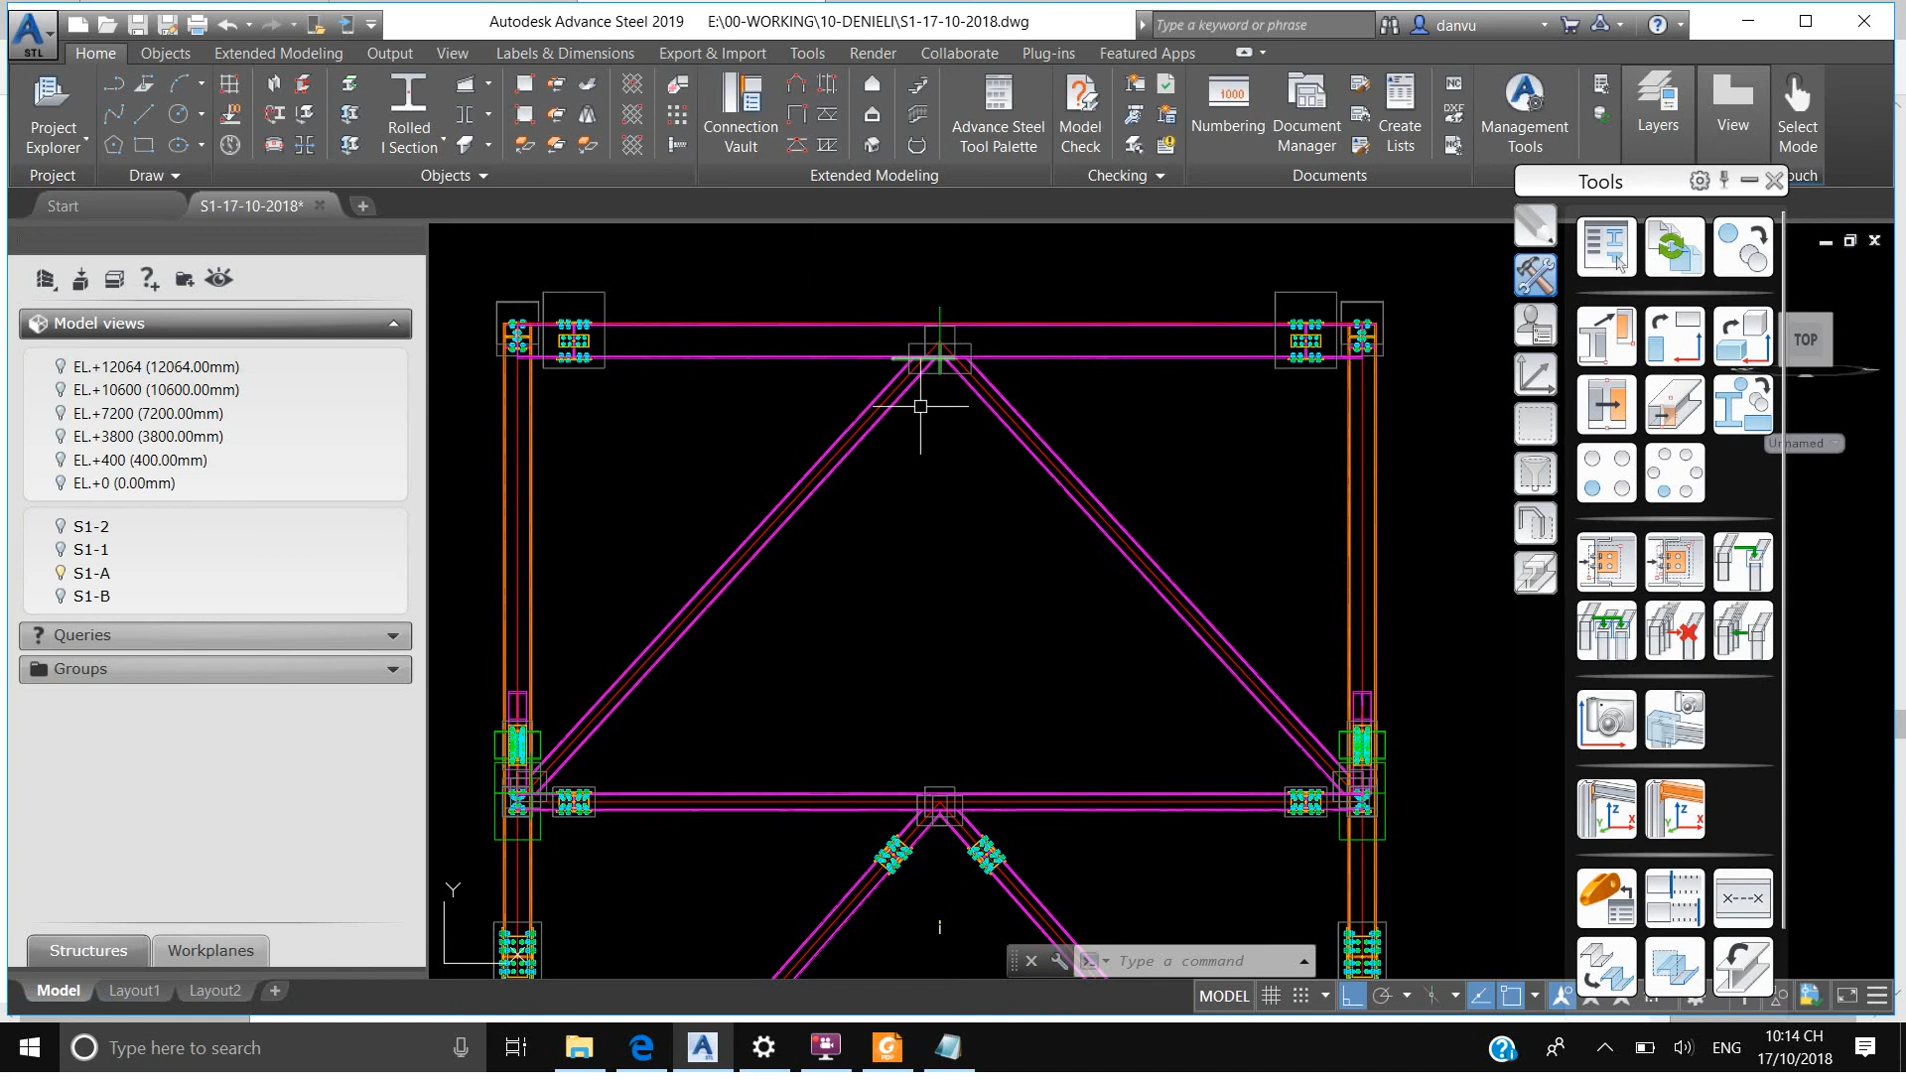 Autodesk Advance Steel 2019 E:\00-WORKING\10-DENIELI\S1-17-10-2018.dwg
Type a keyword or phrase
danvu
STL
Home Objects Extended Modeling Output View Labels & Dimensions Export & Import Tools Render Collaborate Plug-ins Featured Apps
Project
Explorer
Rolled
I Section
Connection
Vault
Advance Steel
Tool Palette
Model
Check
1000
Numbering
Document
Manager
Create
Lists
NC
DXF
NC
Management
Tools
Layers
View
Select
Mode
Project Draw Objects Extended Modeling Checking Documents ouch
Tools
Start S1-17-10-2018*
Model views
EL.+12064 (12064.00mm)
EL.+10600 (10600.00mm)
EL.+7200 (7200.00mm)
EL.+3800 (3800.00mm)
EL.+400 (400.00mm)
EL.+0 (0.00mm)
S1-2
S1-1
S1-A
S1-B
Queries
Groups
TOP
Unnamed
Z
Y
X
Z
Y
X
Y
X
Structures Workplanes
Type a command
Model Layout1 Layout2
MODEL
Type here to search
PDF
ENG
10:14 CH
17/10/2018